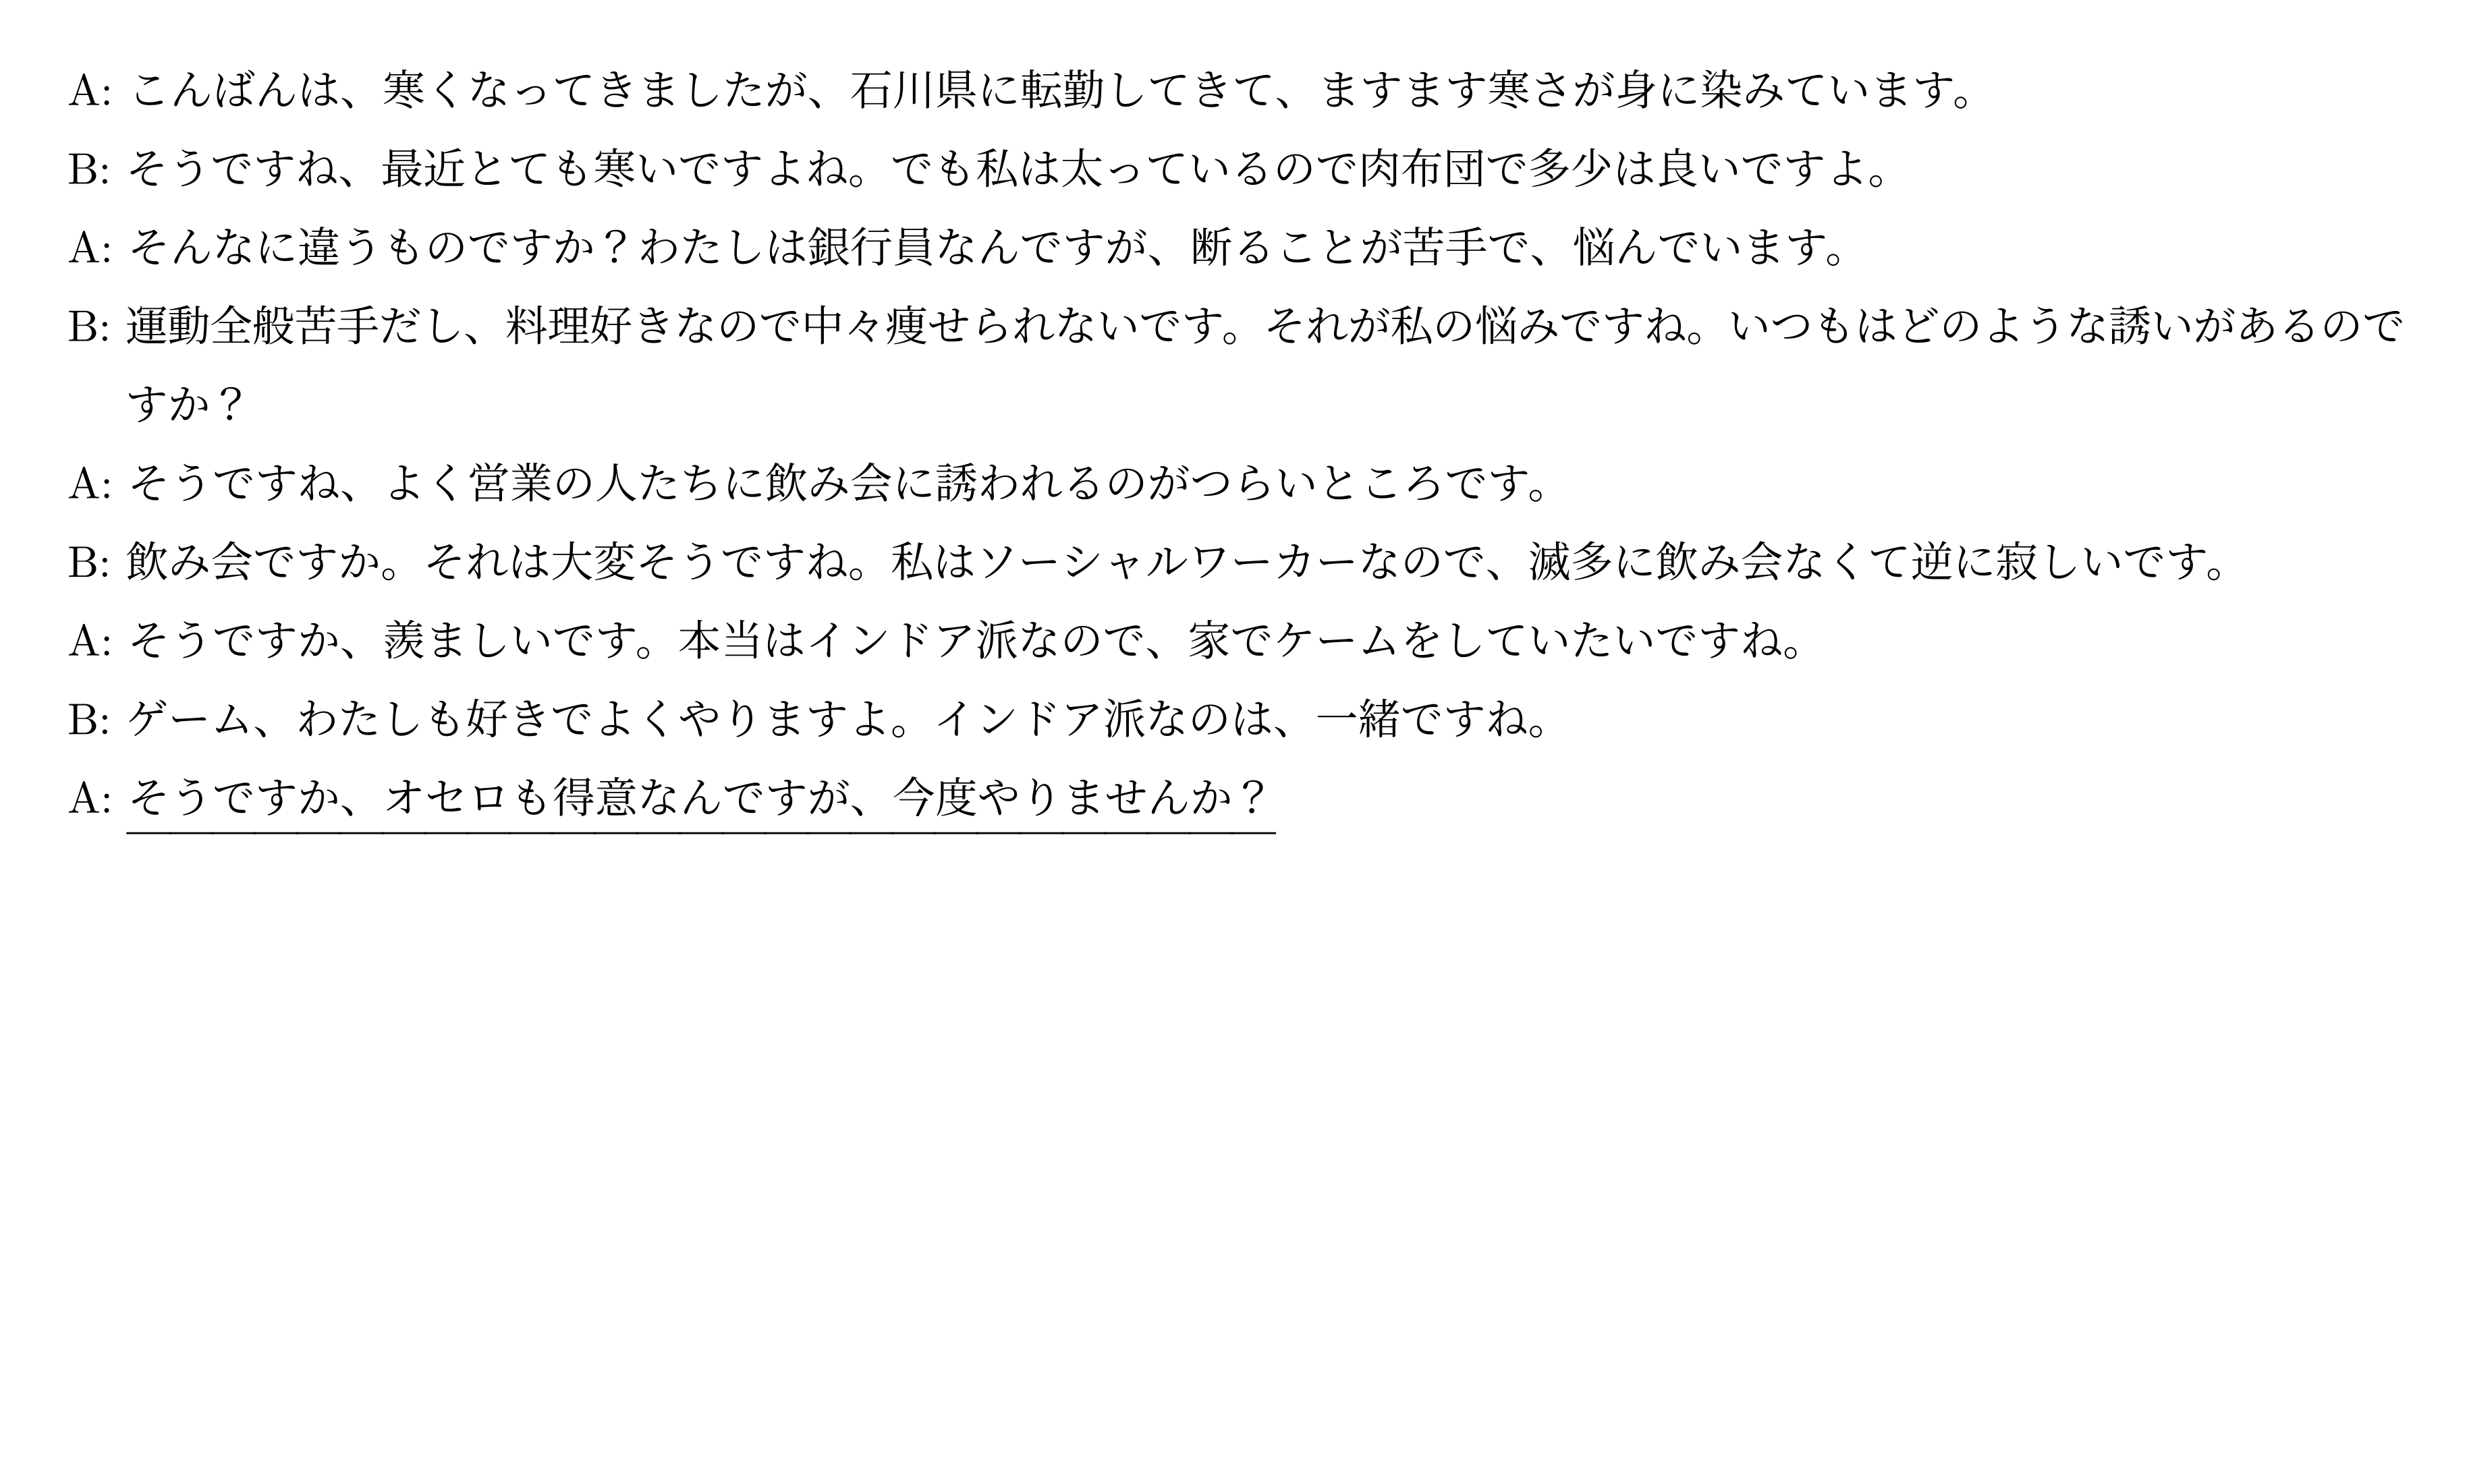 A: こんばんは、寒くなってきましたが、石川県に転勤してきて、ますます寒さが身に染みています。
B: そうですね、最近とても寒いですよね。でも私は太っているので肉布団で多少は良いですよ。
A: そんなに違うものですか？わたしは銀行員なんですが、断ることが苦手で、悩んでいます。
B: 運動全般苦手だし、料理好きなので中々痩せられないです。それが私の悩みですね。いつもはどのような誘いがあるので
すか？
A: そうですね、よく営業の人たちに飲み会に誘われるのがつらいところです。
B: 飲み会ですか。それは大変そうですね。私はソーシャルワーカーなので、滅多に飲み会なくて逆に寂しいです。
A: そうですか、羨ましいです。本当はインドア派なので、家でケームをしていたいですね。
B: ゲーム、わたしも好きでよくやりますよ。インドア派なのは、一緒ですね。
A: そうですか、オセロも得意なんですが、今度やりませんか？